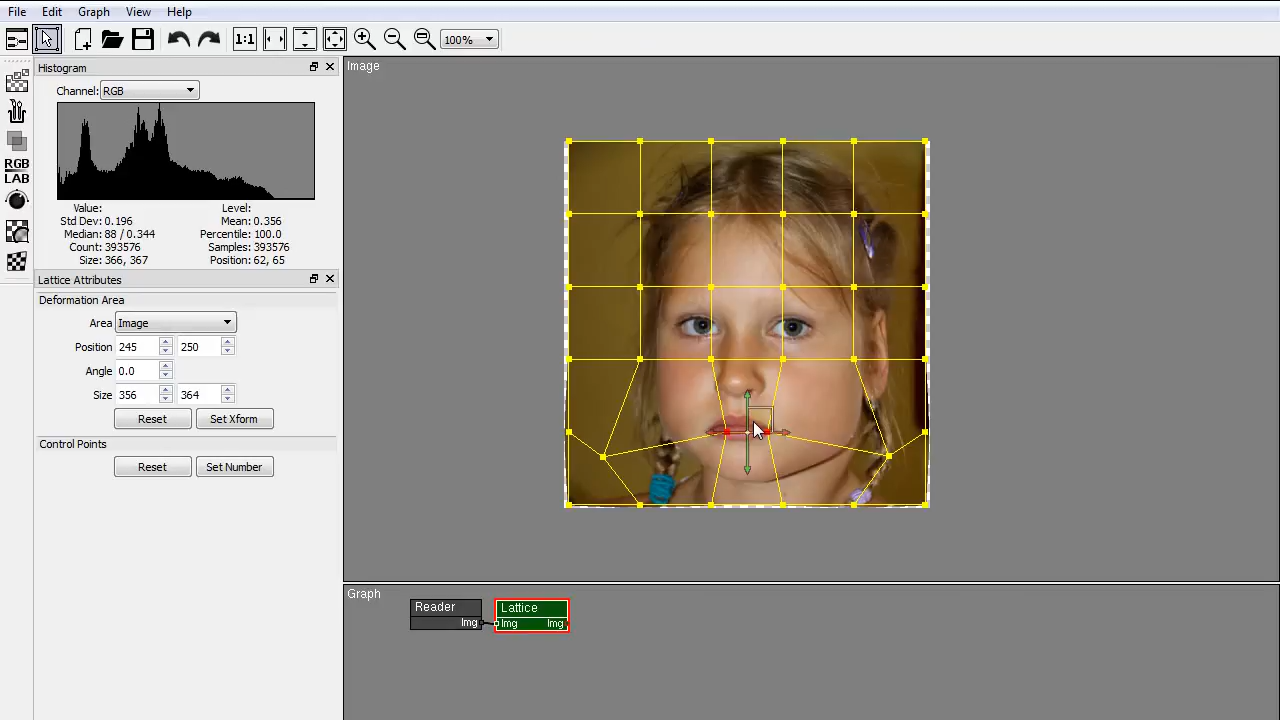 File Edit Graph View Help
1:1 100%
Histogram
Image
Channel: RGB
RGB
LAB
Value: Level:
Std Dev: 0.196 Mean: 0.356
Median: 88 / 0.344 Percentile: 100.0
Count: 393576 Samples: 393576
Size: 366, 367 Position: 62, 65
Lattice Attributes
Deformation Area
Area Image
Position 245 250
Angle 0.0
Size 356 364
Reset Set Xform
Control Points
Reset Set Number
Graph
Reader Lattice
Img Img Img